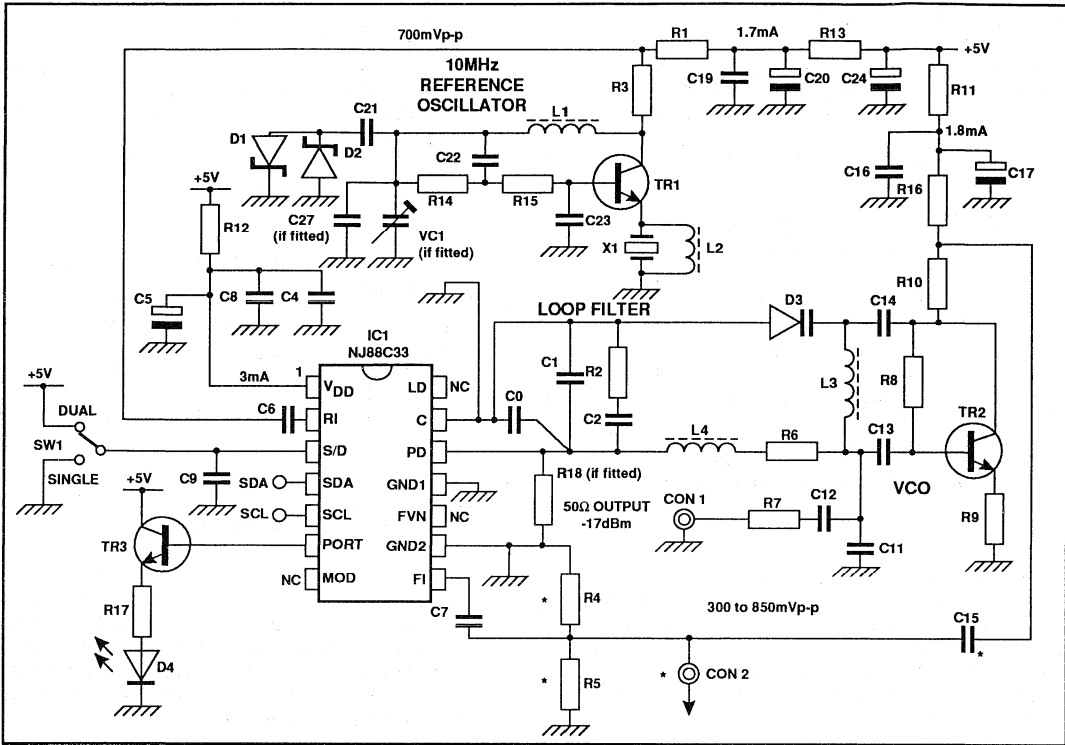 700mVp-p
R1
1.7mA
R13
+5V
10MHz
REFERENCE
OSCILLATOR
R3
C19
C20
C24
R11
C21
L1
D1
D2
1.8mA
C22
TR1
C16
R16
C17
+5V
R14
R15
R12
C27
(if fitted)
VC1
(if fitted)
C23
X1
L2
R10
C5
C8
C4
LOOP FILTER
D3
C14
IC1
NJ88C33
C1
R2
L3
R8
+5V
3mA
1
VDD
LD
NC
C6
RI
C
C0
C2
TR2
DUAL
SW1
SINGLE
S/D
PD
L4
R6
C13
C9
SDA
SDA
GND1
R18 (if fitted)
VCO
+5V
SCL
SCL
FVN
NC
50Ω OUTPUT
-17dBm
CON 1
R7
C12
R9
TR3
PORT
GND2
C11
NC
MOD
FI
R17
C7
*
R4
300 to 850mVp-p
C15
*
D4
*
R5
*
CON 2